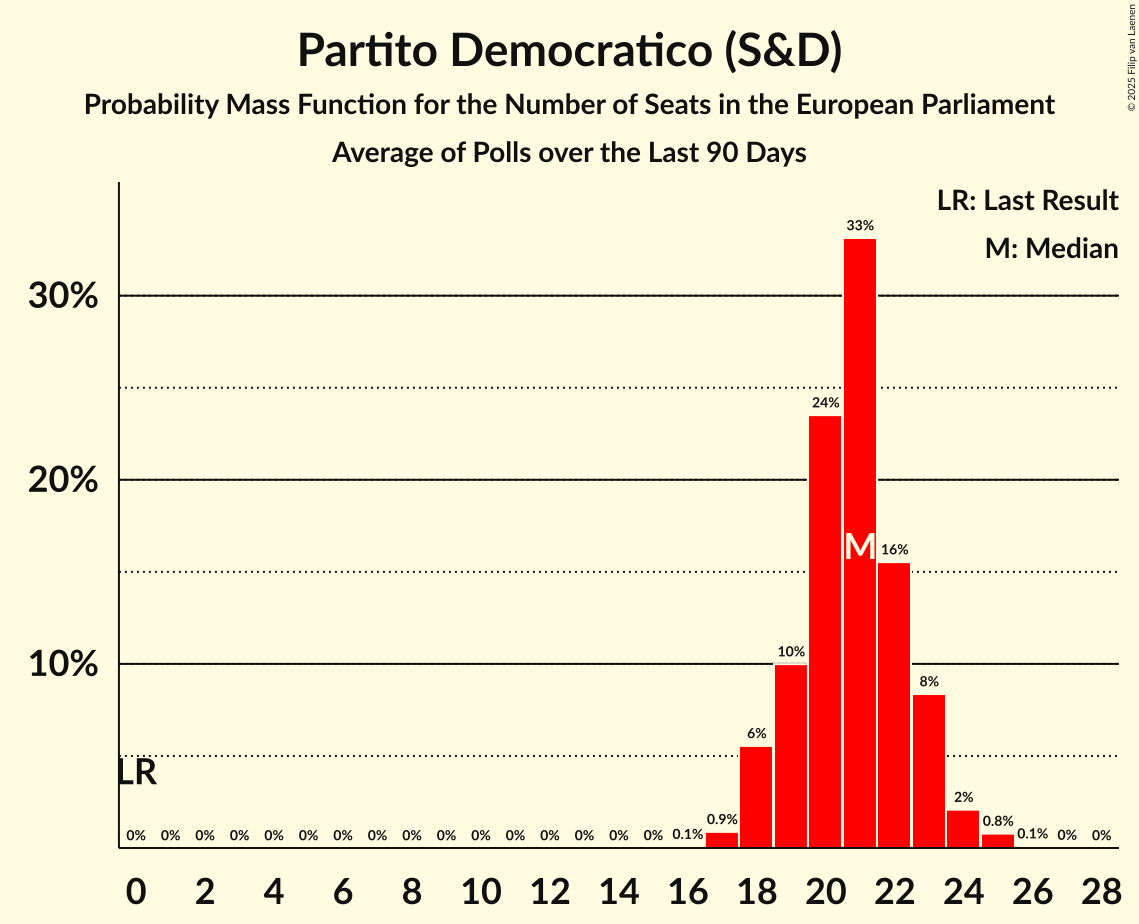 Partito Democratico (S&D)
Probability Mass Function for the Number of Seats in the European Parliament
Average of Polls over the Last 90 Days
© 2025 Filip van Laenen
LR: Last Result
M: Median
30%
20%
10%
33%
24%
M
16%
10%
8%
6%
LR
2%
0% 0% 0% 0% 0% 0% 0% 0% 0% 0% 0% 0% 0% 0% 0% 0% 0.1% 0.9% 0.8% 0.1% 0% 0%
0 2 4 6 8 10 12 14 16 18 20 22 24 26 28